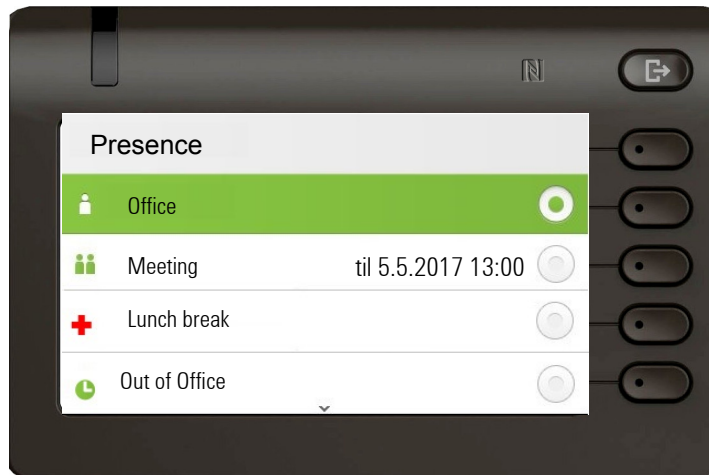 Presence
Office
Meeting til 5.5.2017 13:00
Lunch break
Out of Office